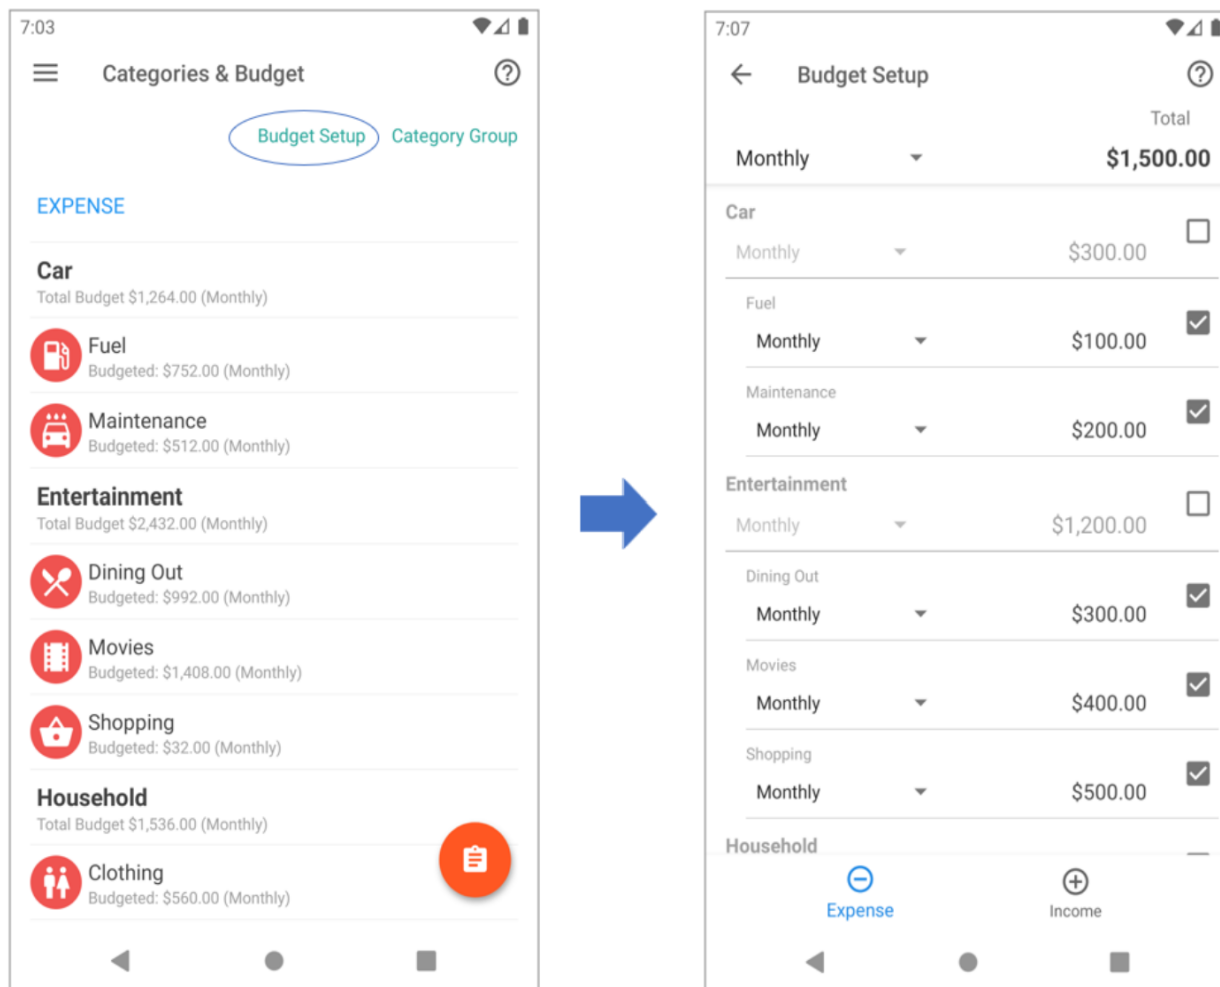 7:03
Categories & Budget
Budget Setup Category Group
EXPENSE
Car
Total Budget $1,264.00 (Monthly)
Fuel
Budgeted: $752.00 (Monthly)
Maintenance
Budgeted: $512.00 (Monthly)
Entertainment
Total Budget $2,432.00 (Monthly)
Dining Out
Budgeted: $992.00 (Monthly)
Movies
Budgeted: $1,408.00 (Monthly)
Shopping
Budgeted: $32.00 (Monthly)
Household
Total Budget $1,536.00 (Monthly)
Clothing
Budgeted: $560.00 (Monthly)
7:07
Budget Setup
Total
Monthly $1,500.00
Car
Monthly $300.00
Fuel
Monthly $100.00
Maintenance
Monthly $200.00
Entertainment
Monthly $1,200.00
Dining Out
Monthly $300.00
Movies
Monthly $400.00
Shopping
Monthly $500.00
Household
Expense Income